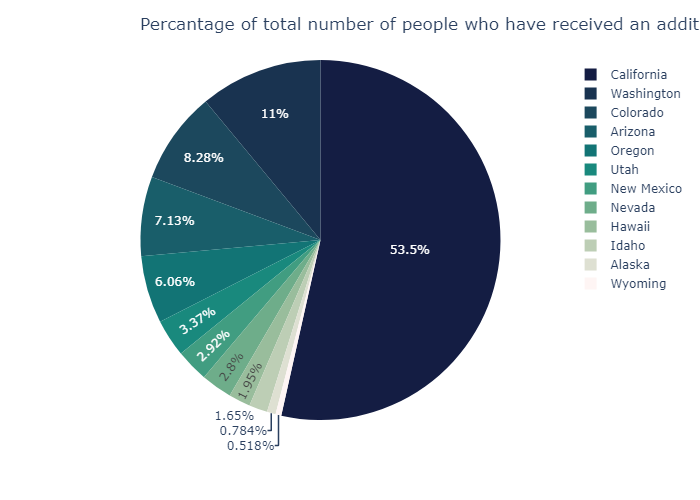 Percantage of total number of people who have received an addit
11%
8.28%
7.13%
6.06%
3.37%
2.92%
2.8%
1.95%
1.65%
0.784%
0.518%
53.5%
California
Washington
Colorado
Arizona
Oregon
Utah
New Mexico
Nevada
Hawaii
Idaho
Alaska
Wyoming